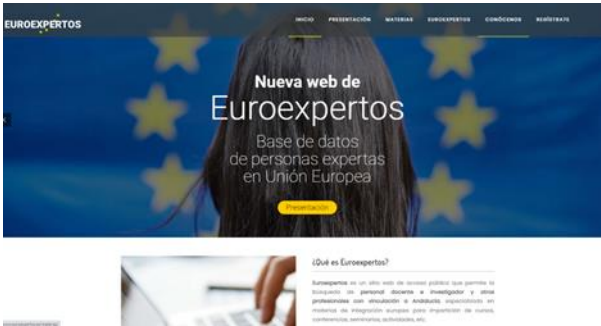 EUROEXPERTOS
INICIO PRESENTACIÓN MATERIAS EUROEXPERTOS CONÓCENOS REGÍSTRATE
Nueva web de
Euroexpertos
Base de datos
de personas expertas
en Unión Europea
Presentación
¿Qué es Euroexpertos?
Euroexpertos es un sitio web de acceso público que permite la
búsqueda de personal docente e investigador y otros
profesionales con vinculación a Andalucía, especializado en
materias de integración europea para impartición de cursos,
conferencias, seminarios, actividades, etc.